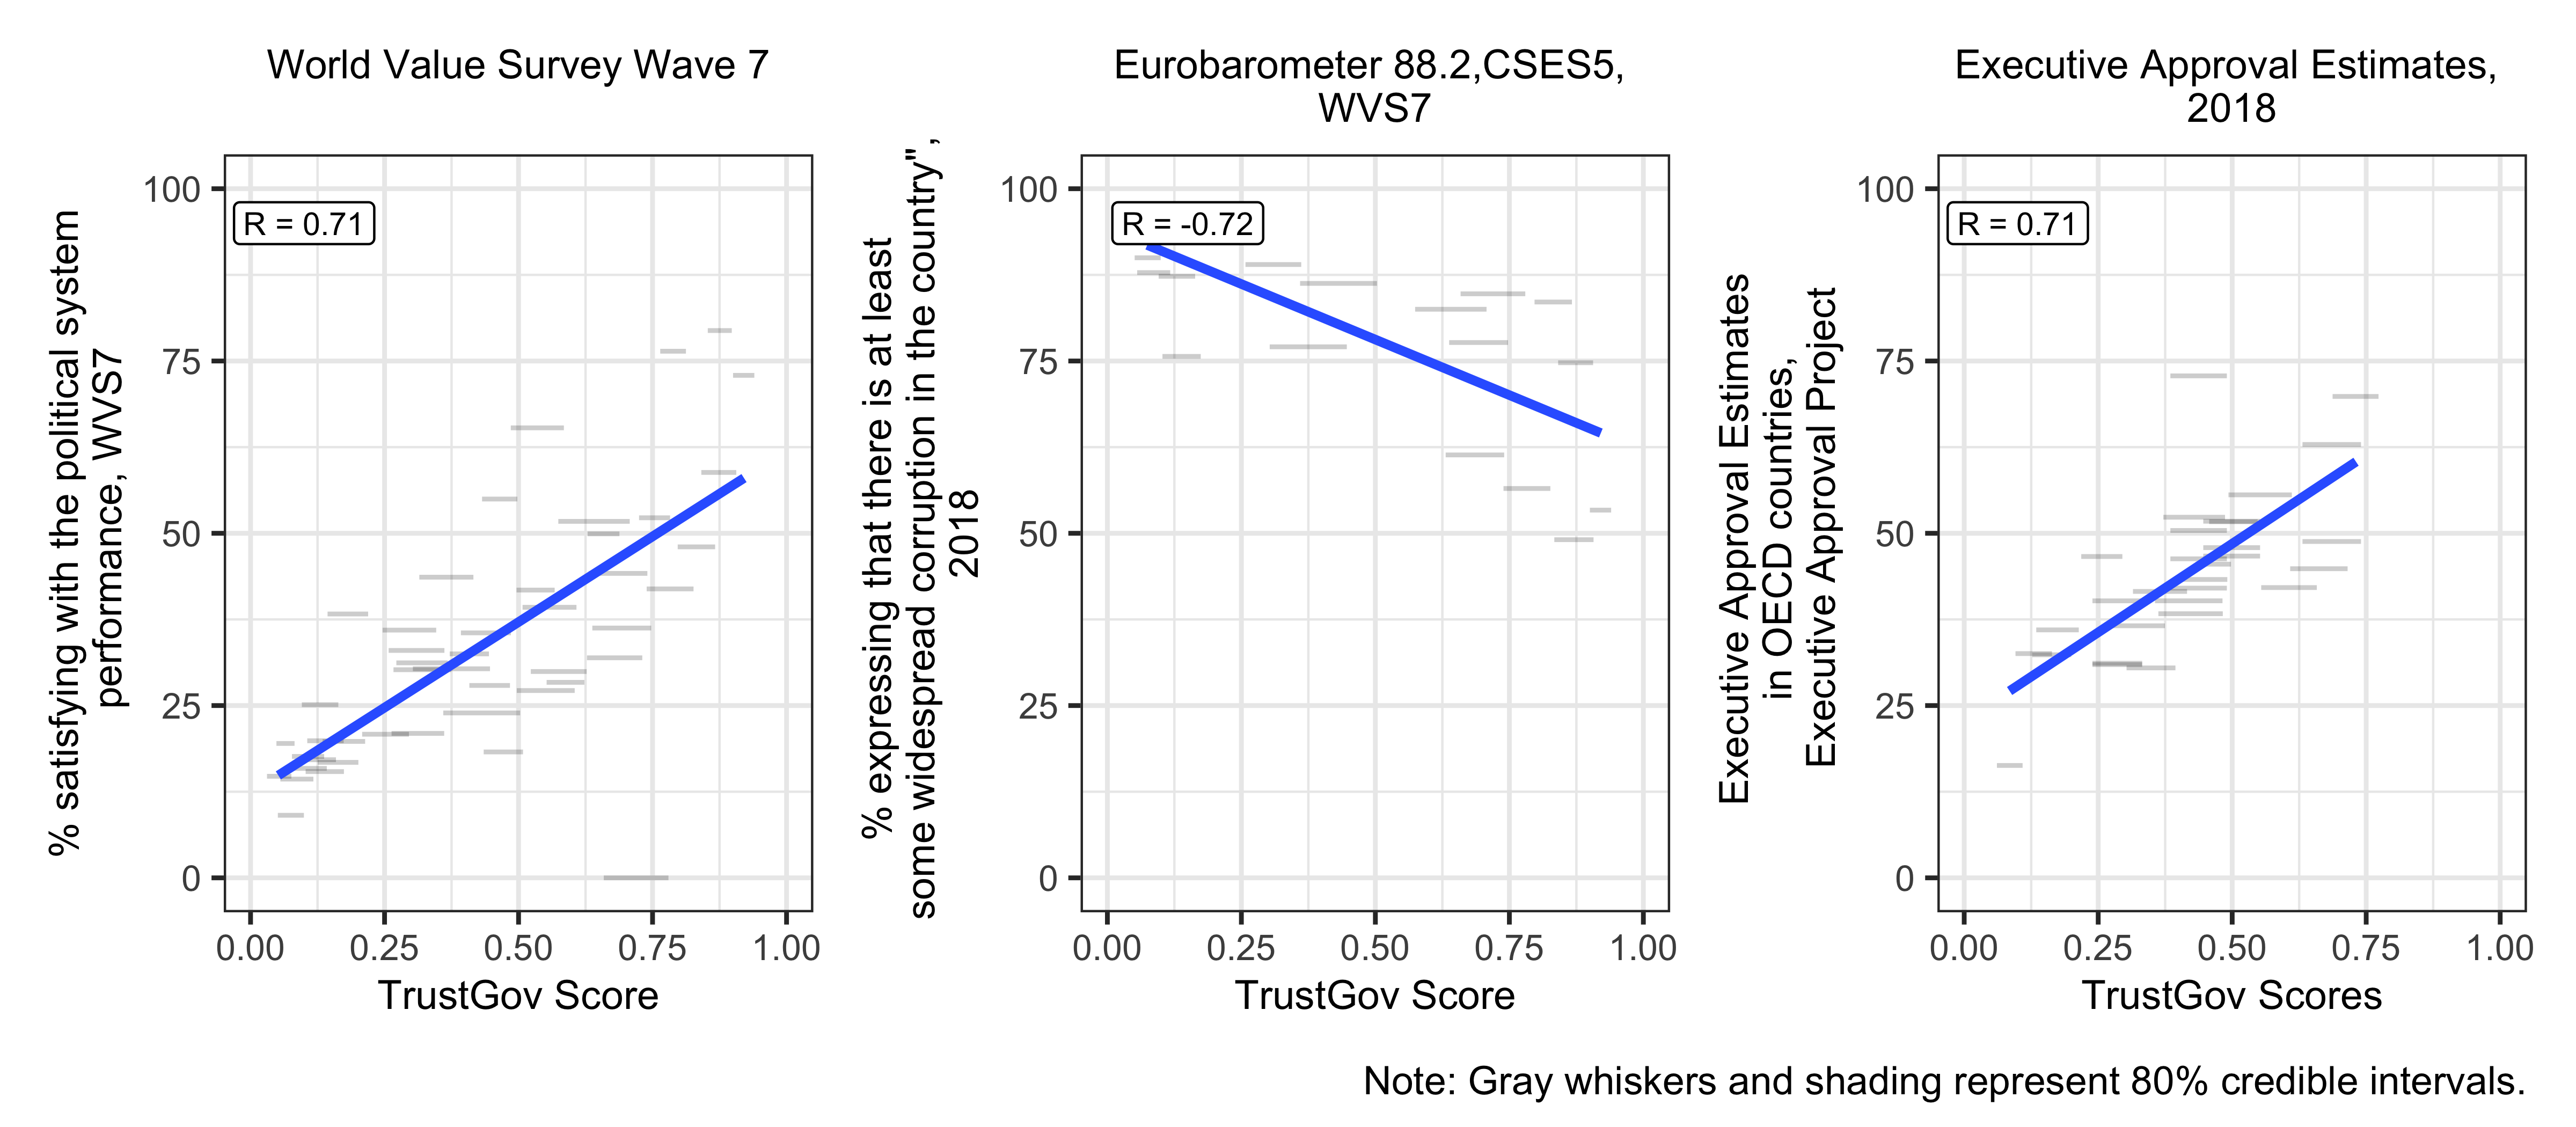 World Value Survey Wave 7
% satisfying with the political system
performance, WVS7
100
75
50
25
0
R = 0.71
0.00 0.25 0.50 0.75 1.00
TrustGov Score
Eurobarometer 88.2,CSES5,
WVS7
% expressing that there is at least
some widespread corruption in the country",
2018
100
75
50
25
0
R = -0.72
0.00 0.25 0.50 0.75 1.00
TrustGov Score
Executive Approval Estimates,
2018
Executive Approval Estimates
in OECD countries,
Executive Approval Project
100
75
50
25
0
R = 0.71
0.00 0.25 0.50 0.75 1.00
TrustGov Scores
Note: Gray whiskers and shading represent 80% credible intervals.